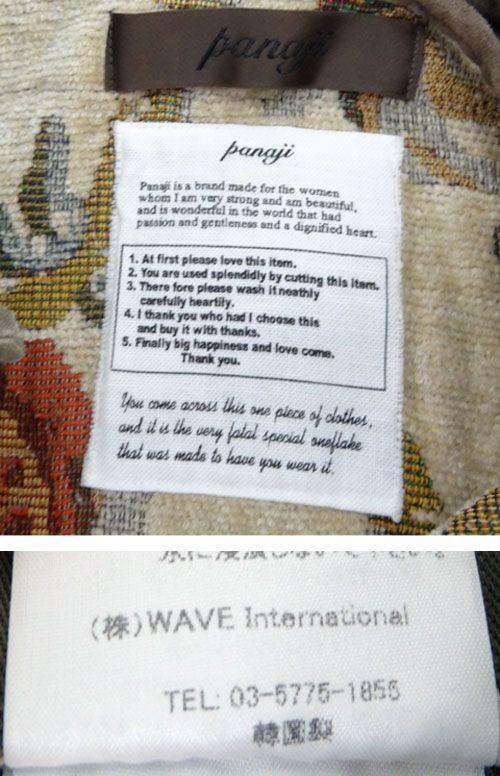 panaji
panaji
Panaji is a brand made for the women
whom I am very strong and am beautiful,
and is wonderful in the world that had
passion and gentleness and a dignified heart.
1. At first please love this item.
2. You are used splendidly by cutting this item.
3. There fore please wash it neathly
carefully heartily.
4. I thank you who had I choose this
and buy it with thanks.
5. Finally big happiness and love come.
Thank you.
You come across this one piece of clothes,
and it is the very fatal special oneflake
that was made to have you wear it.
(株)WAVE International
TEL: 03-5775-1855
韓国製